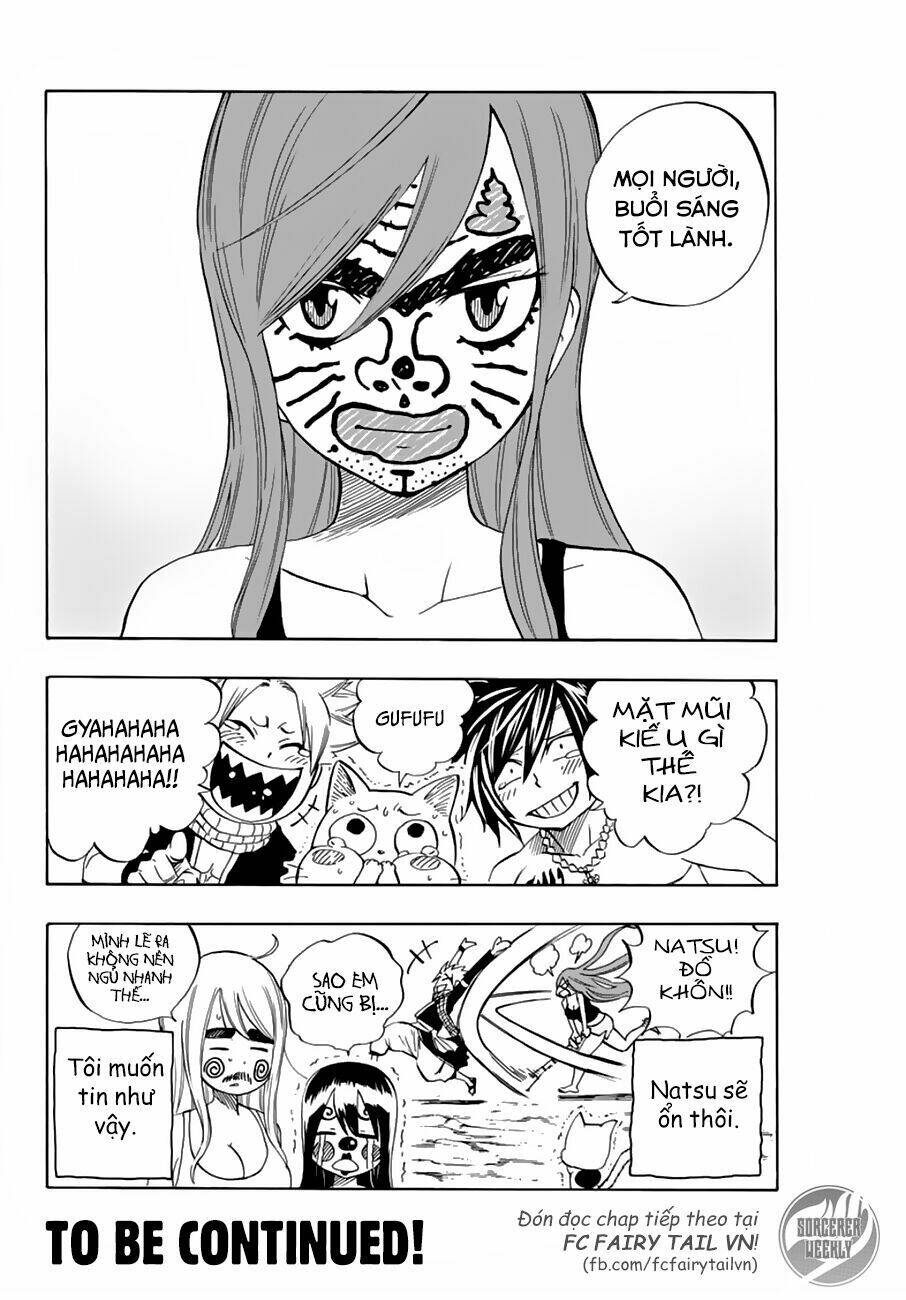 MỌI NGƯỜI,
BUỔI SÁNG
TỐT LÀNH.
GYAHAHAHA
HAHAHAHAHA
HAHAHAHA!!
GUFUFU
MẶT MŨI
KIỂU GÌ
THẾ
KIA?!
MÌNH LẼ RA
KHÔNG NÊN
NGỦ NHANH
THẾ...
SAO EM
CŨNG BỊ...
NATSU!
ĐỒ
KHỐN!!
Tôi muốn
tin như
vậy.
Natsu sẽ
ổn thôi.
TO BE CONTINUED!
Đón đọc chap tiếp theo tại
FC FAIRY TAIL VN!
(fb.com/fcfairytailvn)
SORCERER
WEEKLY